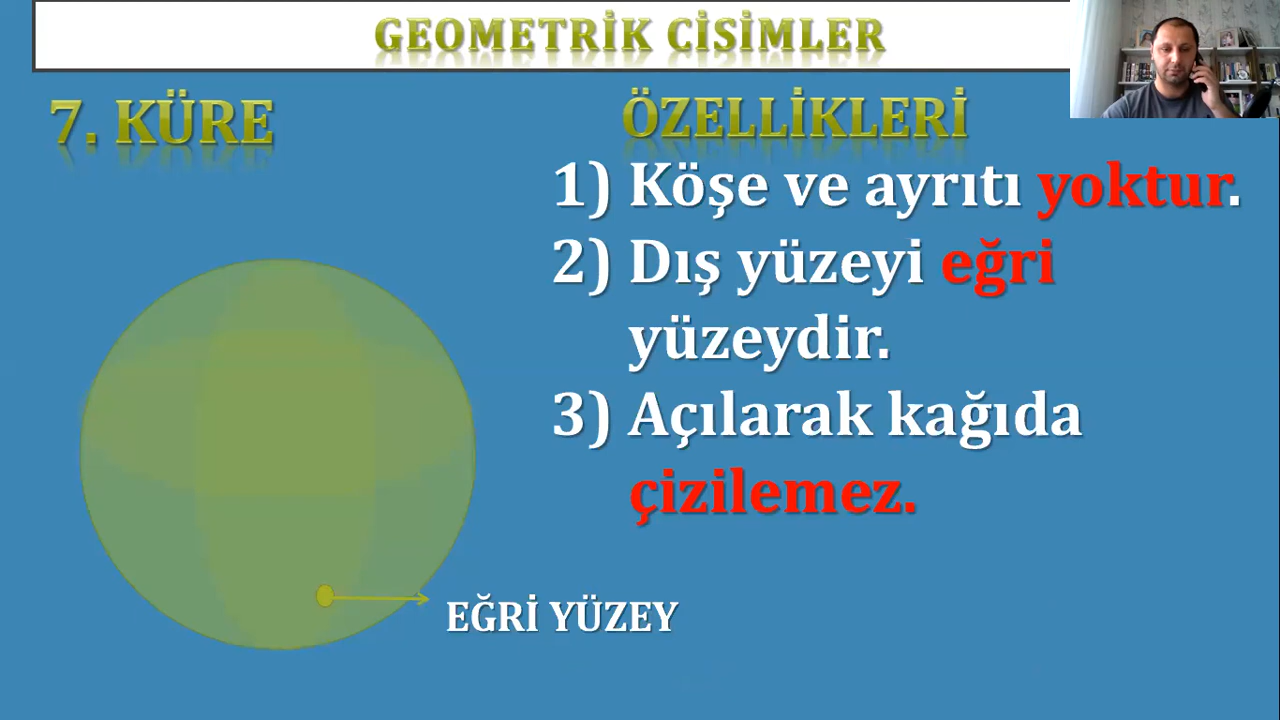 GEOMETRİK CİSİMLER
7. KÜRE
ÖZELLİKLERİ
1) Köşe ve ayrıtı yoktur.
2) Dış yüzeyi eğri
yüzeydir.
3) Açılarak kağıda
çizilemez.
EĞRİ YÜZEY